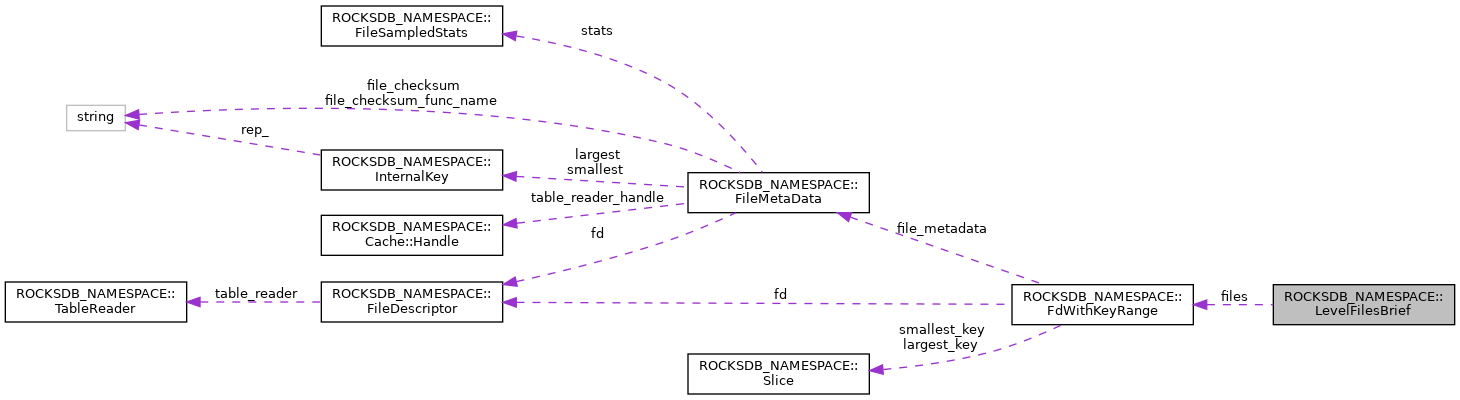 ROCKSDB_NAMESPACE::
FileSampledStats
stats
file_checksum
file_checksum_func_name
string
rep_
ROCKSDB_NAMESPACE::
InternalKey
largest
smallest
ROCKSDB_NAMESPACE::
FileMetaData
table_reader_handle
ROCKSDB_NAMESPACE::
Cache::Handle
fd
file_metadata
ROCKSDB_NAMESPACE::
TableReader
table_reader
ROCKSDB_NAMESPACE::
FileDescriptor
fd
ROCKSDB_NAMESPACE::
FdWithKeyRange
files
ROCKSDB_NAMESPACE::
LevelFilesBrief
smallest_key
largest_key
ROCKSDB_NAMESPACE::
Slice